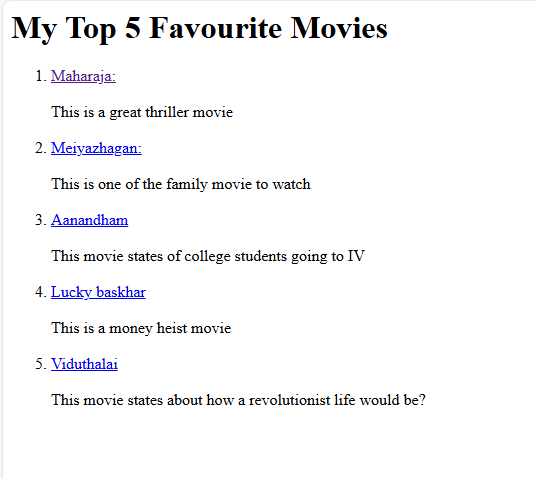 My Top 5 Favourite Movies
1. Maharaja:
This is a great thriller movie
2. Meiyazhagan:
This is one of the family movie to watch
3. Aanandham
This movie states of college students going to IV
4. Lucky baskhar
This is a money heist movie
5. Viduthalai
This movie states about how a revolutionist life would be?